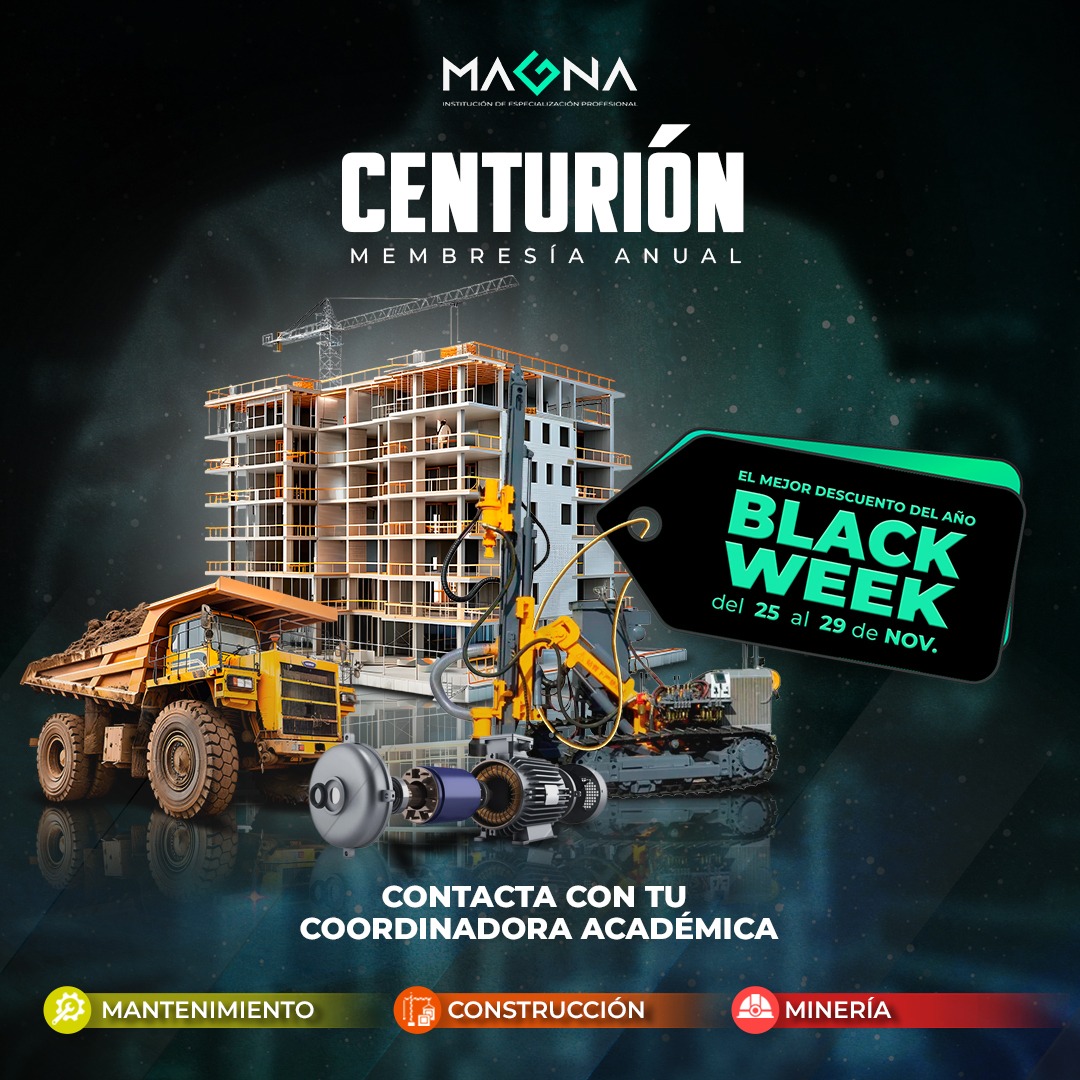 MAGNA
INSTITUCIÓN DE ESPECIALIZACIÓN PROFESIONAL
CENTURIÓN
MEMBRESÍA ANUAL
EL MEJOR DESCUENTO DEL AÑO
BLACK
WEEK
del 25 al 29 de NOV.
CONTACTA CON TU
COORDINADORA ACADÉMICA
MANTENIMIENTO
CONSTRUCCIÓN
MINERÍA